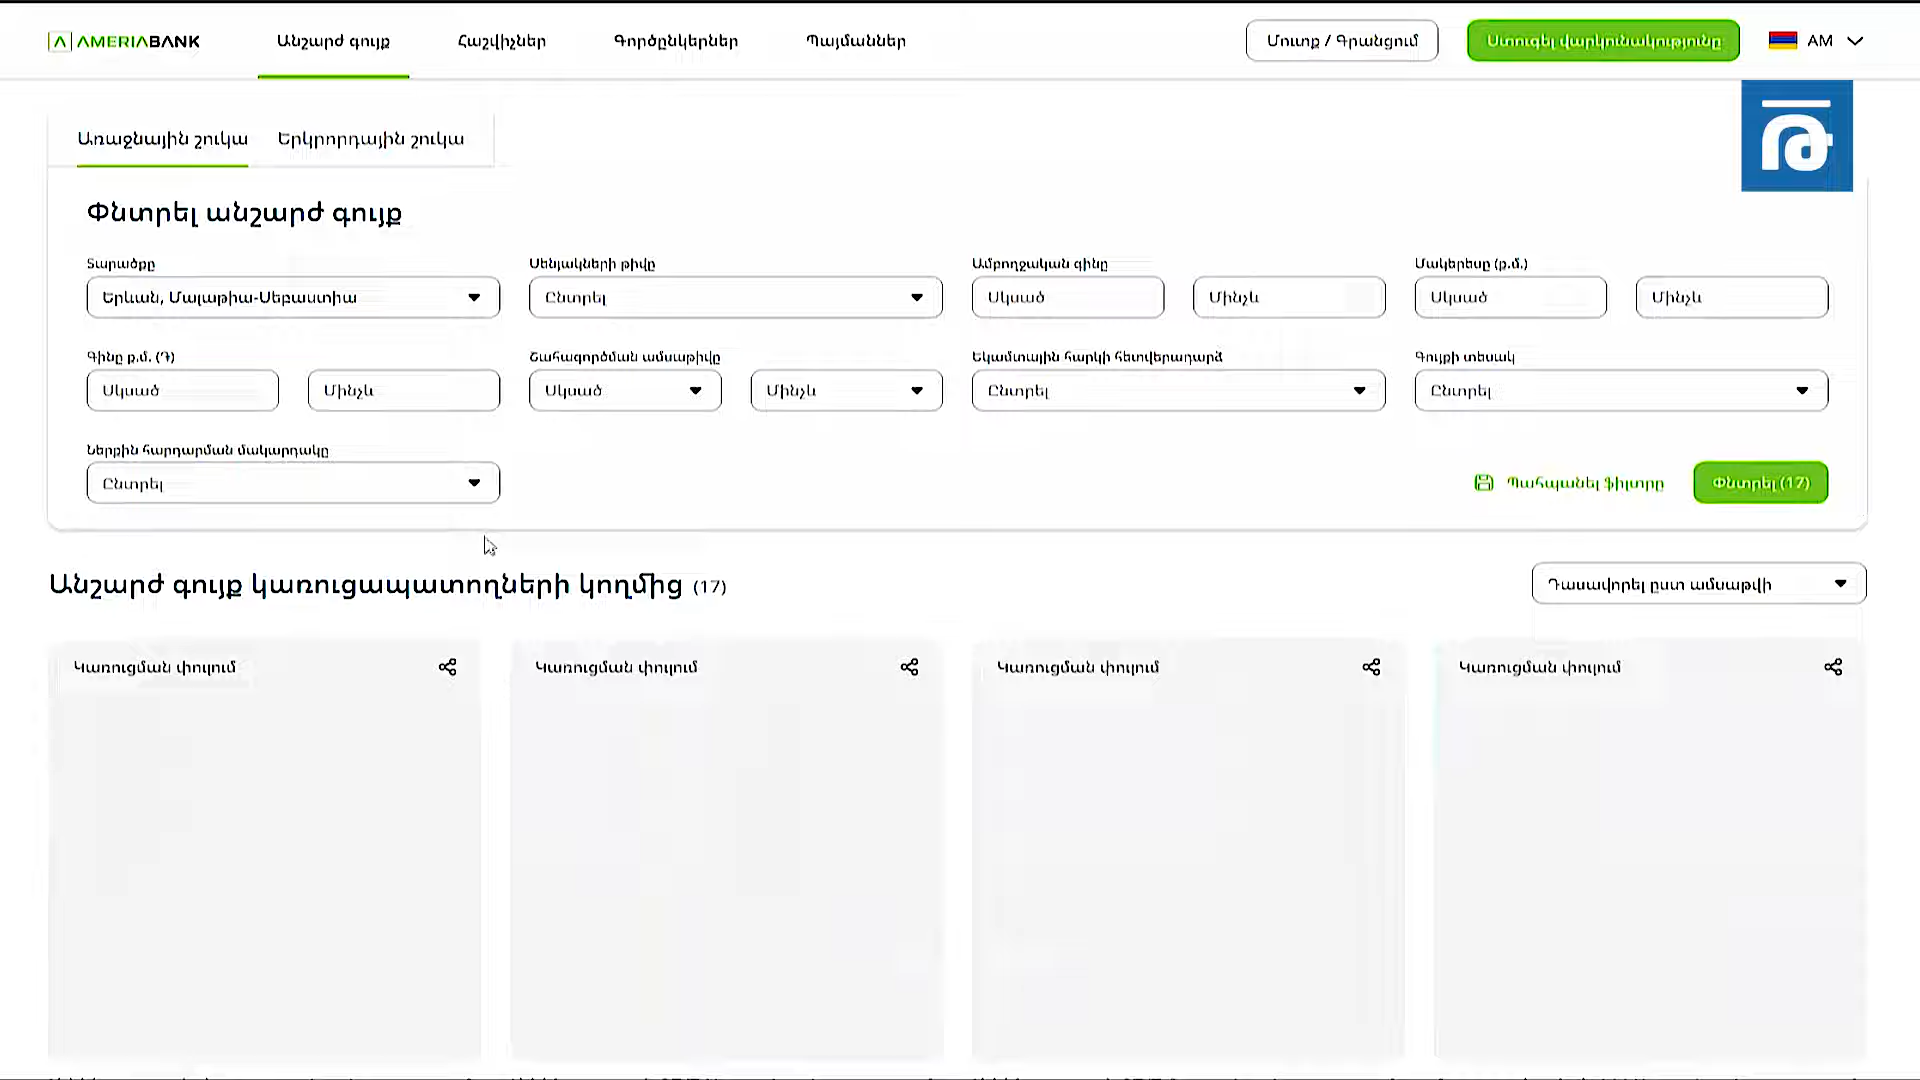 AMERIABANK
Անշարժ գույք
Հաշվիչներ
Գործընկերներ
Պայմաններ
Մուտք / Գրանցում
Ստուգել վարկունակությունը
AM
Առաջնային շուկա
Երկրորդային շուկա
Փնտրել անշարժ գույք
Տարածքը
Սենյակների թիվը
Ամբողջական գինը
Մակերեսը (ք.մ.)
Երևան, Մալաթիա-Սեբաստիա
Ընտրել
Սկսած
Մինչև
Սկսած
Մինչև
Գինը ք.մ. (Դ)
Շահագործման ամսաթիվը
Եկամտային հարկի հետվերադարձ
Գույքի տեսակ
Սկսած
Մինչև
Սկսած
Մինչև
Ընտրել
Ընտրել
Ներքին հարդարման մակարդակը
Ընտրել
Պահպանել ֆիլտրը
Փնտրել (17)
Անշարժ գույք կառուցապատողների կողմից (17)
Դասավորել ըստ ամսաթվի
Կառուցման փուլում
Կառուցման փուլում
Կառուցման փուլում
Կառուցման փուլում